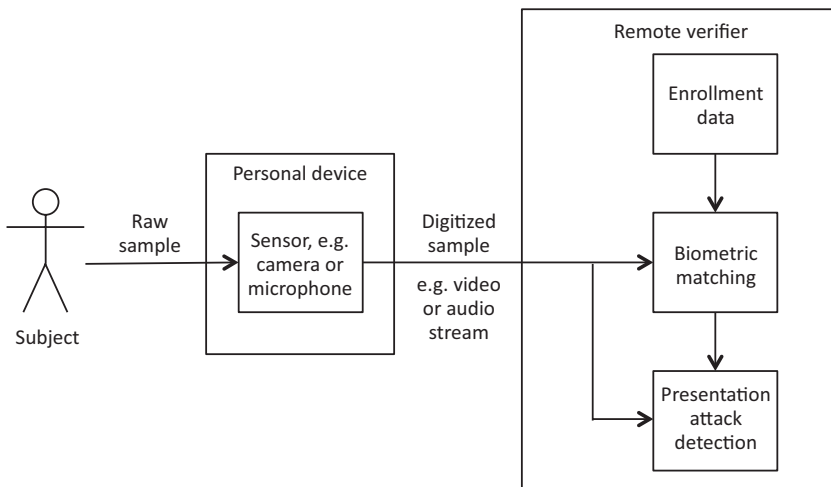 Remote verifier
Enrollment
data
Personal device
Raw
sample
Sensor, e.g.
camera or
microphone
Digitized
sample
e.g. video
or audio
stream
Biometric
matching
Subject
Presentation
attack
detection